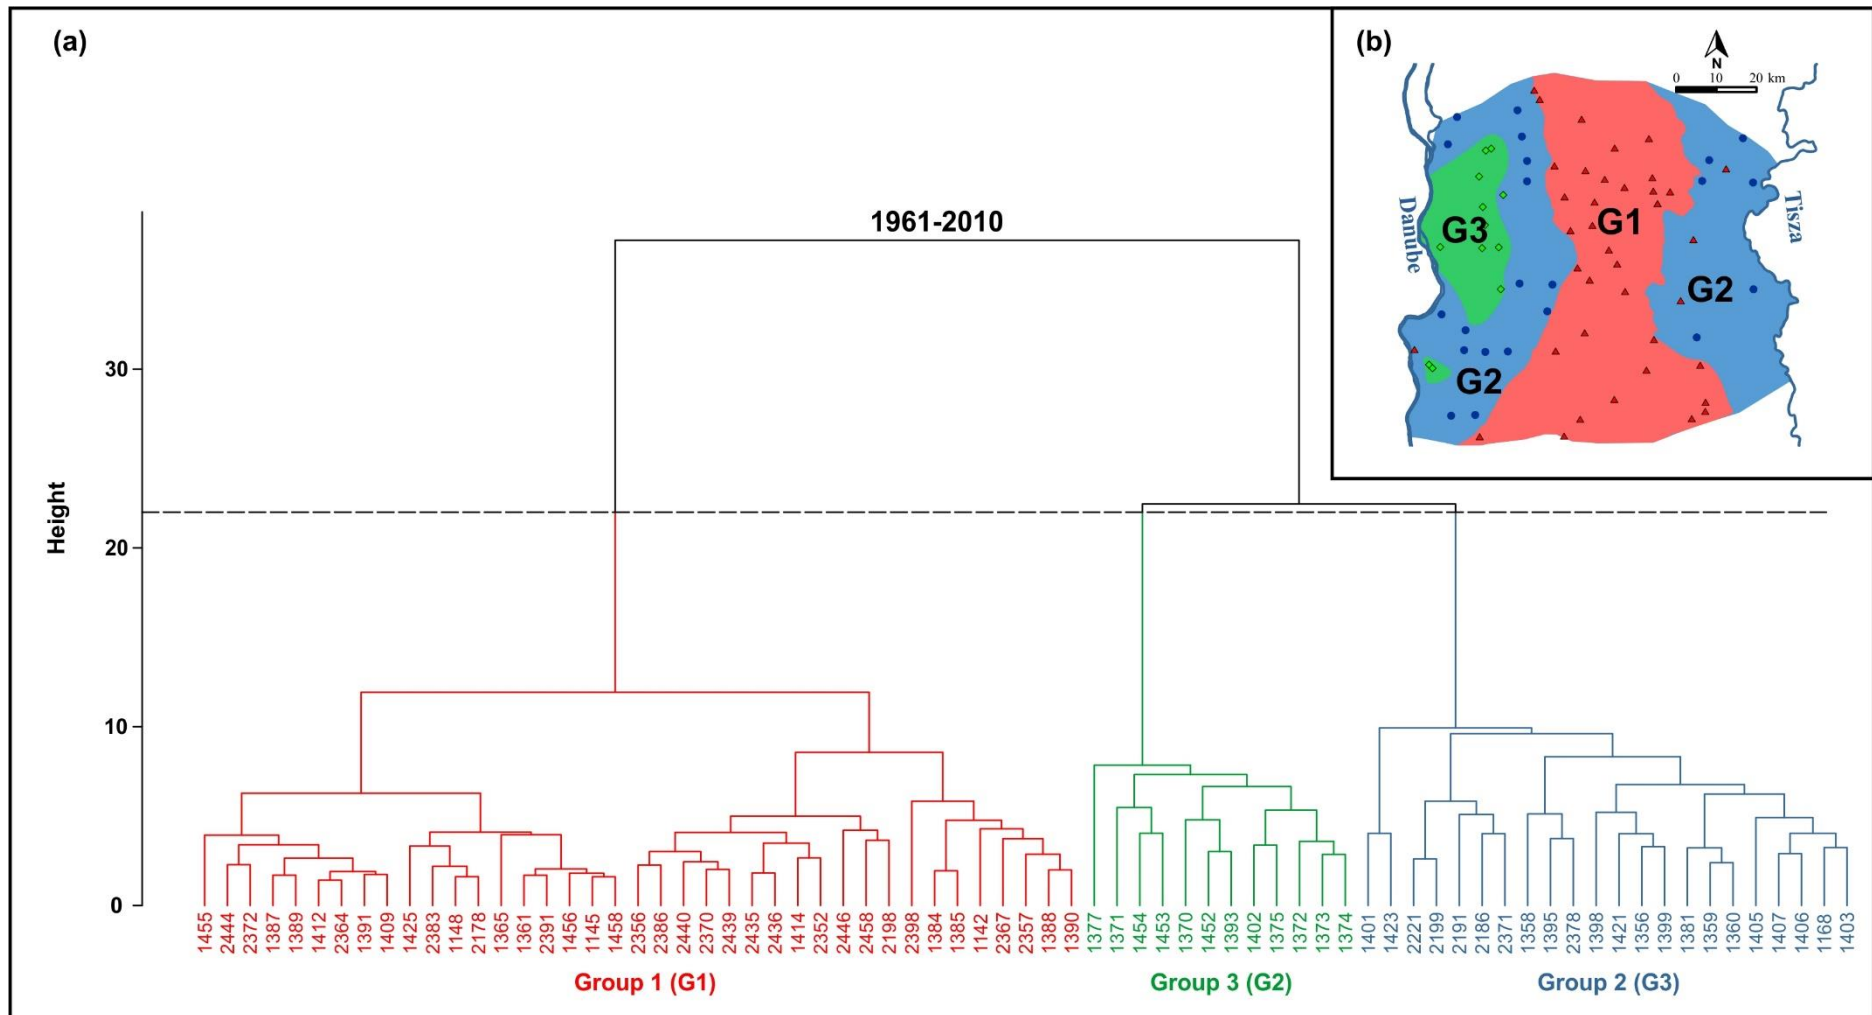 (a)
1961-2010
Height
30
20
10
0
1455 2444 2372 1387 1389 1412 2364 1391 1409 1425 2383 1148 2178 1365 1361 2391 1456 1145 1458 2356 2386 2440 2370 2439 2435 2436 1414 2352 2446 2458 2198 2398 1384 1385 1142 2367 2357 1388 1390 1377 1371 1454 1453 1370 1452 1393 1402 1375 1372 1373 1374 1401 1423 2221 2199 2191 2186 2371 1358 1395 2378 1398 1421 1356 1399 1381 1359 1360 1405 1407 1406 1168 1403
Group 1 (G1)
Group 3 (G2)
Group 2 (G3)
(b)
N
0 10 20 km
Danube
Tisza
G3
G1
G2
G2